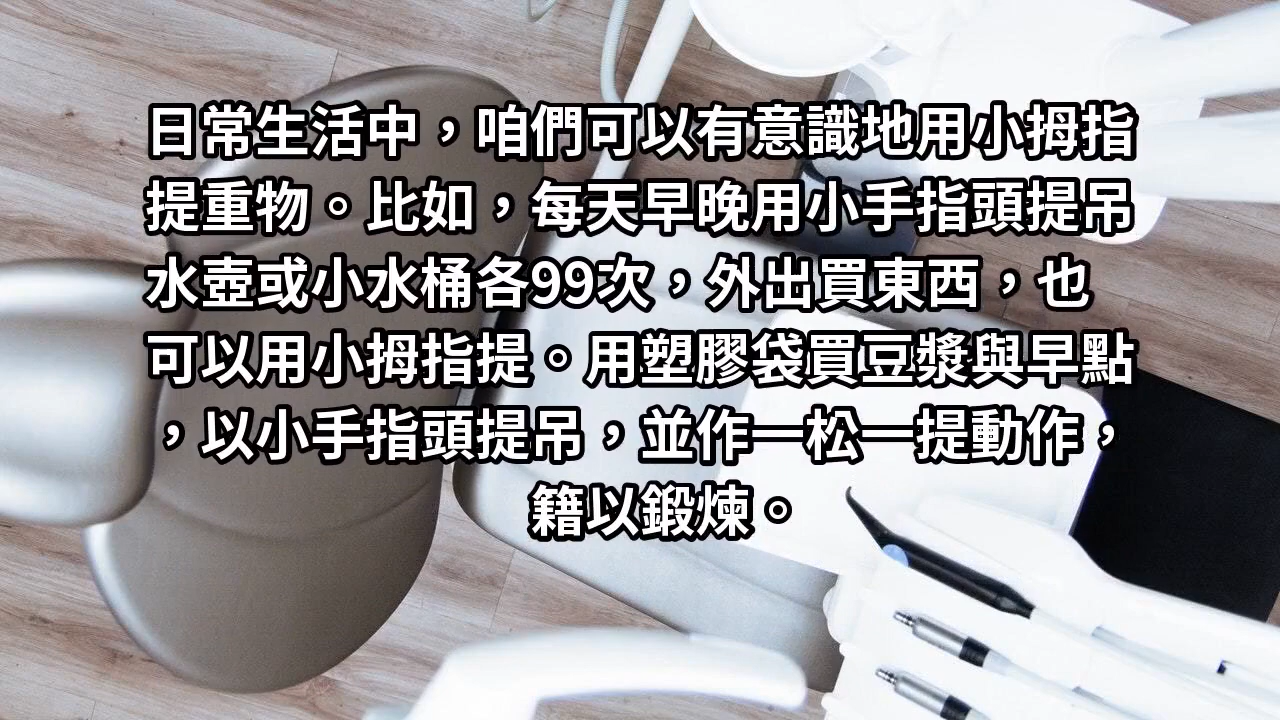 日常生活中，咱們可以有意識地用小拇指
提重物。比如，每天早晚用小手指頭提吊
水壺或小水桶各99次，外出買東西，也
可以用小拇指提。用塑膠袋買豆漿與早點
，以小手指頭提吊，並作一松一提動作，
籍以鍛煉。